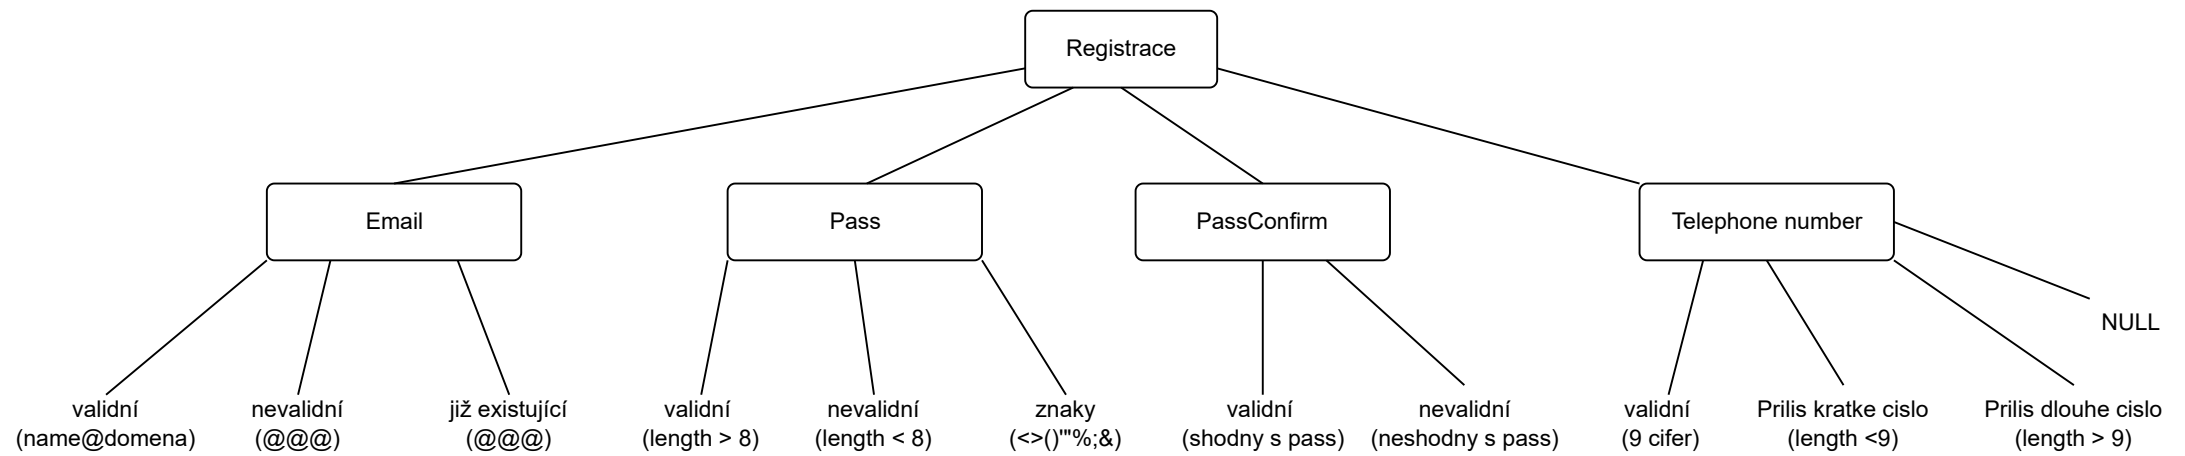 Registrace
Email
Pass
PassConfirm
Telephone number
NULL
validní
(name@domena)
nevalidní
(@@@)
již existující
(@@@)
validní
(length > 8)
nevalidní
(length < 8)
znaky
(<>()'"%;&)
validní
(shodny s pass)
nevalidní
(neshodny s pass)
validní
(9 cifer)
Prilis kratke cislo
(length <9)
Prilis dlouhe cislo
(length > 9)